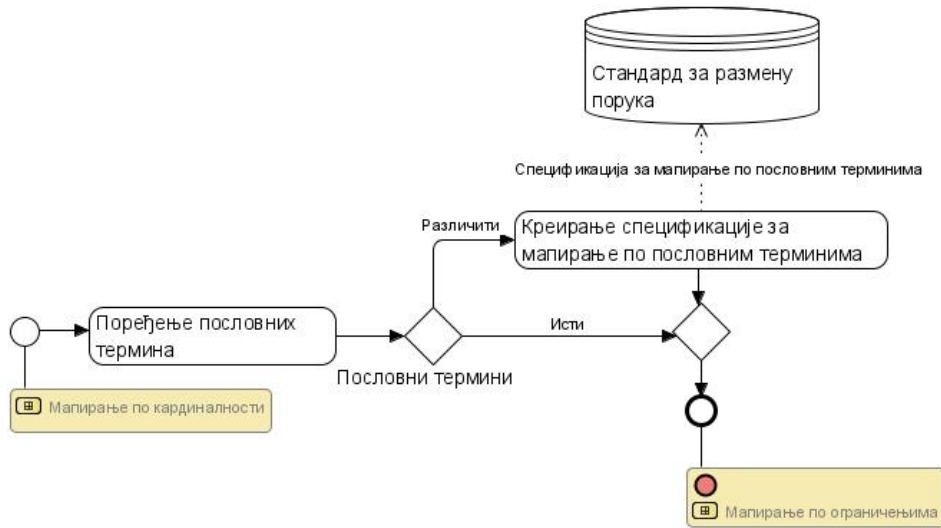 Стандард за размену
порука
Спецификација за мапирање по пословним терминима
Различити
Креирање спецификације за
мапирање по пословним терминима
Поређење пословних
термина
Исти
Пословни термини
Мапирање по кардиналности
Мапирање по ограничењима